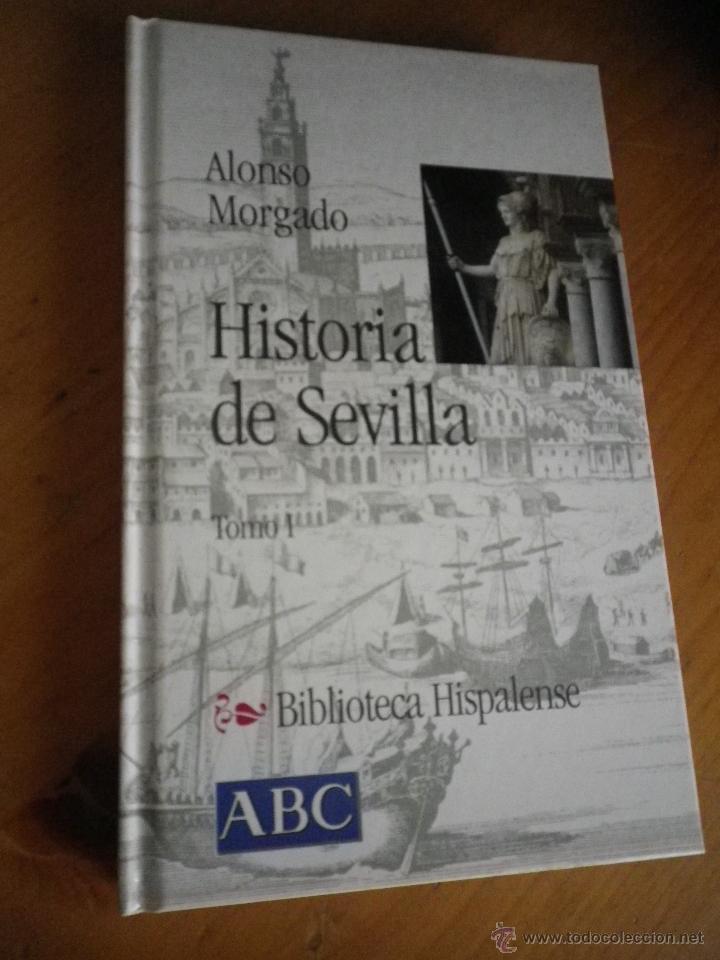 Alonso
Morgado
Historia
de Sevilla
Tomo I
Biblioteca Hispalense
ABC
www.todocoleccion.net